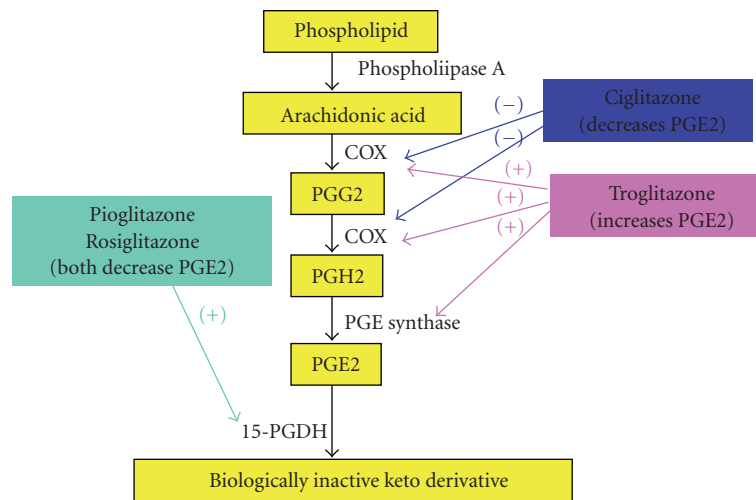 Phospholipid
Phospholiipase A
Arachidonic acid
(−)
Ciglitazone
(decreases PGE2)
(−)
COX
(+)
PGG2
(+)
Troglitazone
(increases PGE2)
(+)
Pioglitazone
Rosiglitazone
(both decrease PGE2)
COX
PGH2
(+)
PGE synthase
PGE2
15-PGDH
Biologically inactive keto derivative